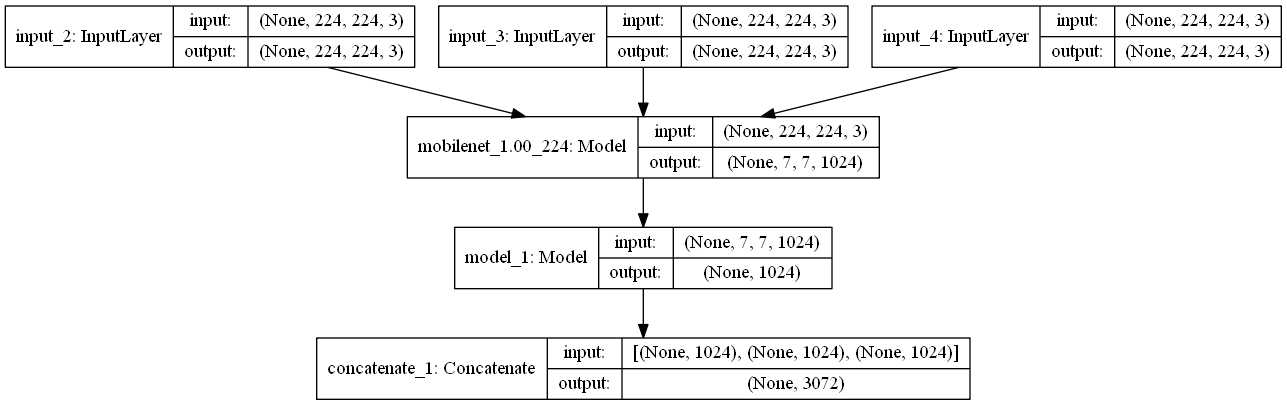 input_2: InputLayer input: (None, 224, 224, 3)
output: (None, 224, 224, 3)
input_3: InputLayer input: (None, 224, 224, 3)
output: (None, 224, 224, 3)
input_4: InputLayer input: (None, 224, 224, 3)
output: (None, 224, 224, 3)
mobilenet_1.00_224: Model input: (None, 224, 224, 3)
output: (None, 7, 7, 1024)
model_1: Model input: (None, 7, 7, 1024)
output: (None, 1024)
concatenate_1: Concatenate input: [(None, 1024), (None, 1024), (None, 1024)]
output: (None, 3072)